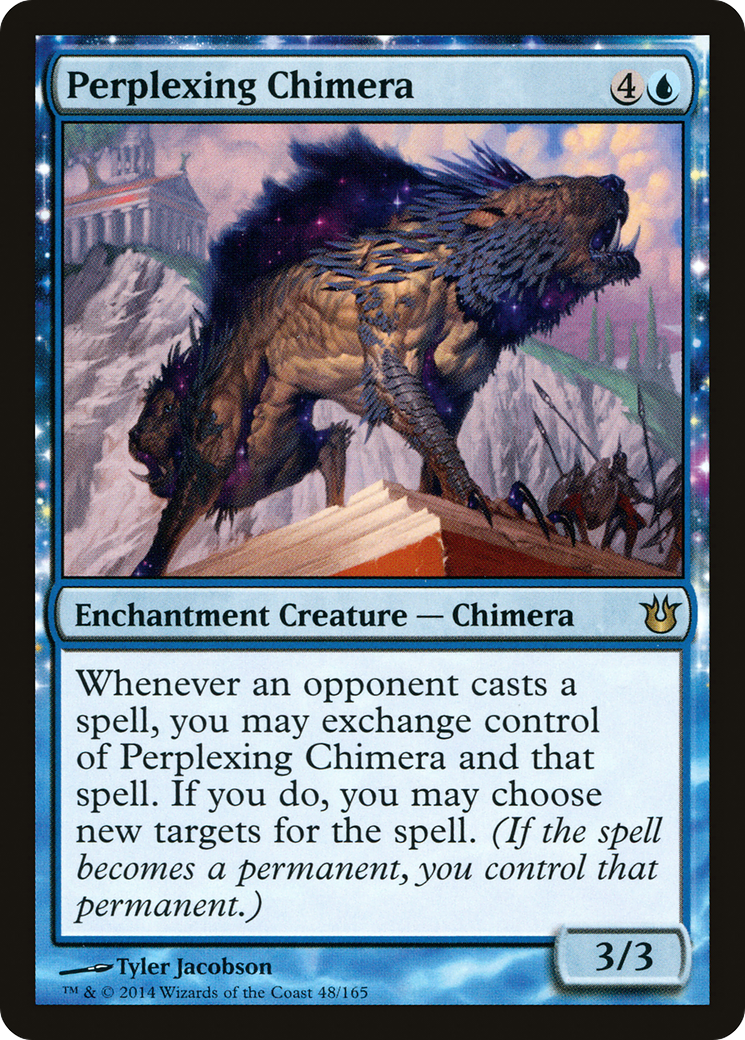 Perplexing Chimera 4
Enchantment Creature — Chimera
Whenever an opponent casts a
spell, you may exchange control
of Perplexing Chimera and that
spell. If you do, you may choose
new targets for the spell. (If the spell
becomes a permanent, you control that
permanent.)
3/3
Tyler Jacobson
™ & © 2014 Wizards of the Coast 48/165